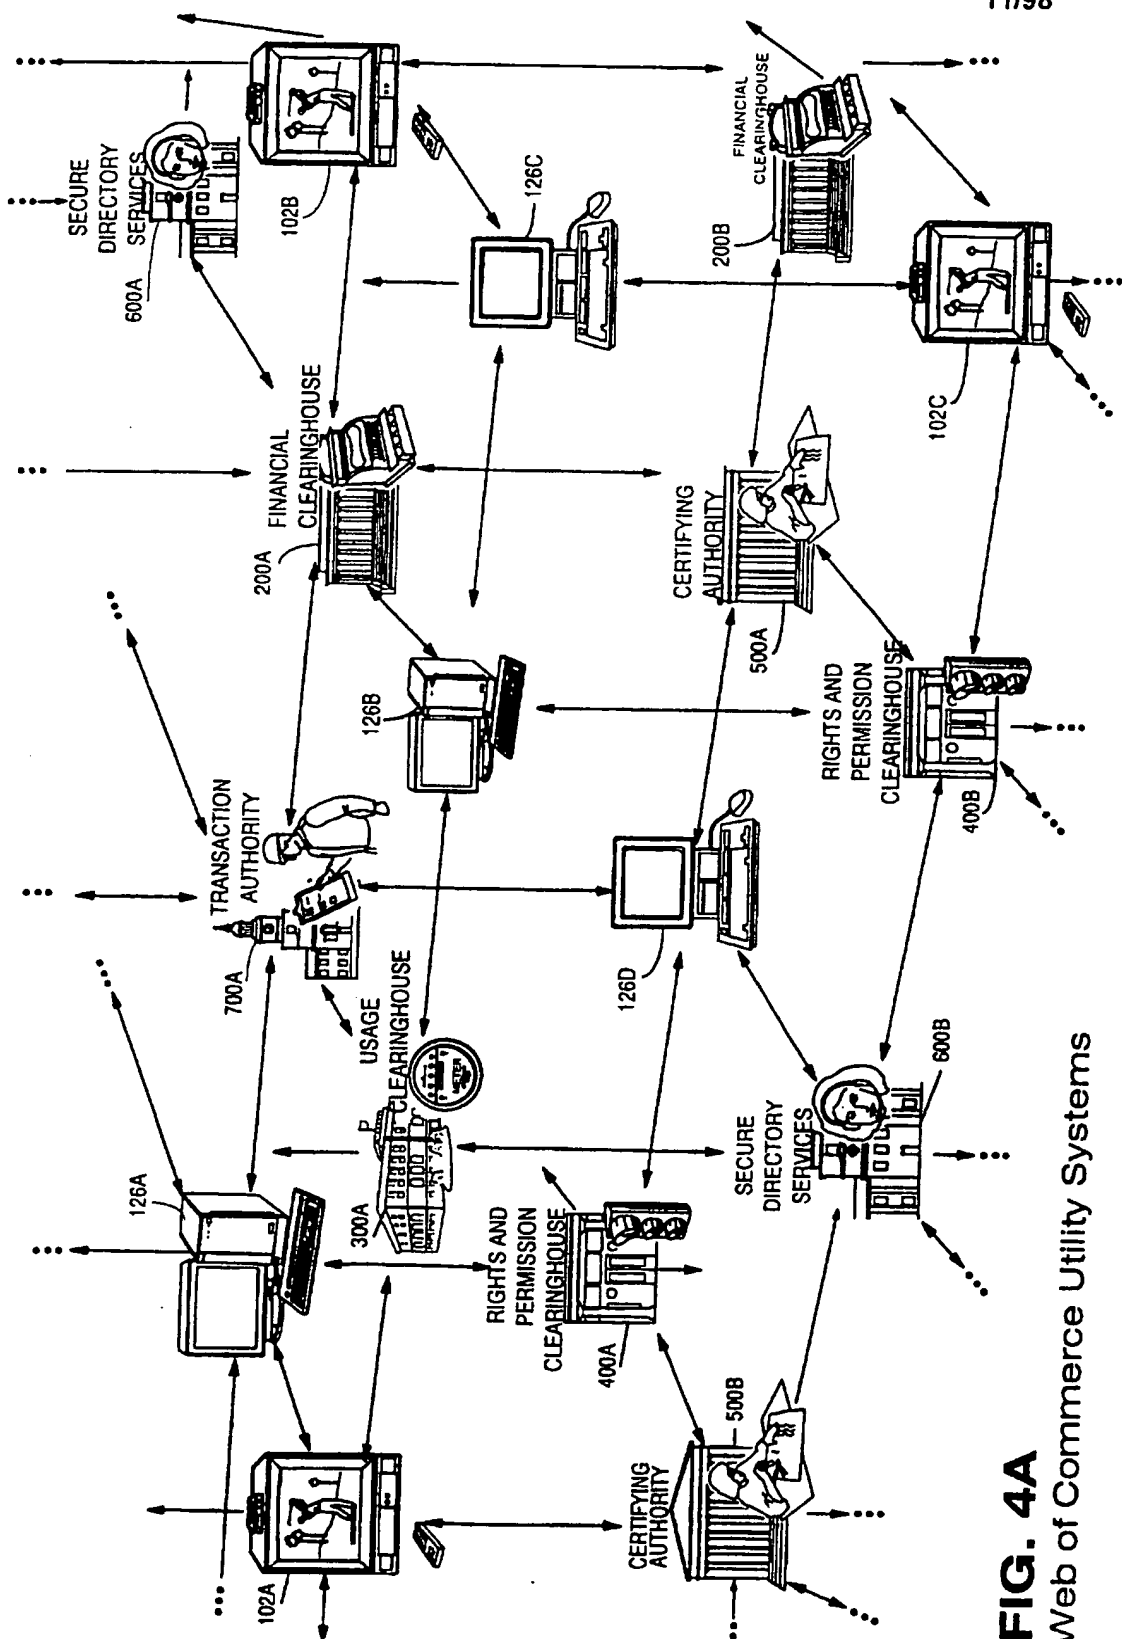 102A
126A
TRANSACTION
AUTHORITY
700A
FINANCIAL
CLEARINGHOUSE
200A
SECURE
DIRECTORY
SERVICES
600A
102B
USAGE
CLEARINGHOUSE
300A
METER
126B
126C
CERTIFYING
AUTHORITY
500B
RIGHTS AND
PERMISSION
CLEARINGHOUSE
400A
126D
CERTIFYING
AUTHORITY
500A
FINANCIAL
CLEARINGHOUSE
200B
SECURE
DIRECTORY
SERVICES
600B
RIGHTS AND
PERMISSION
CLEARINGHOUSE
400B
102C
FIG. 4A
Web of Commerce Utility Systems